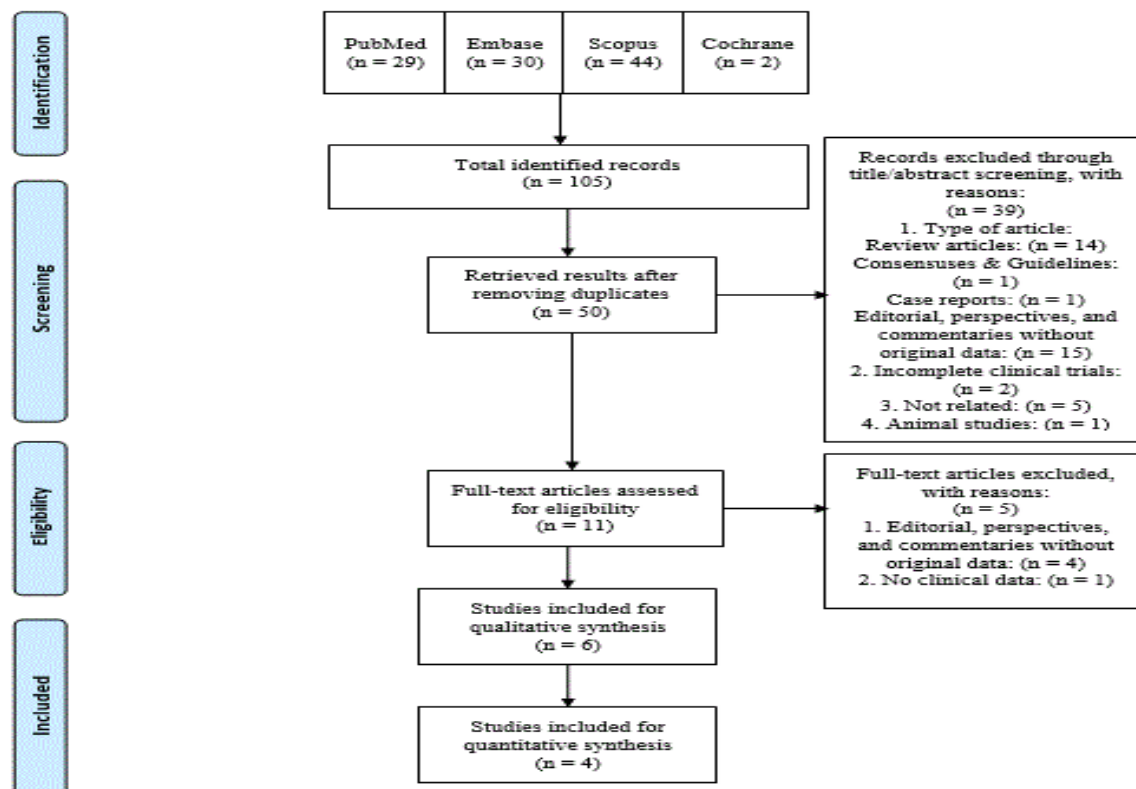 Identification
PubMed
(n = 29)
Embase
(n = 30)
Scopus
(n = 44)
Cochrane
(n = 2)
Total identified records
(n = 105)
Screening
Retrieved results after
removing duplicates
(n = 50)
Records excluded through
title/abstract screening, with
reasons:
(n = 39)
1. Type of article:
Review articles: (n = 14)
Consensuses & Guidelines:
(n = 1)
Case reports: (n = 1)
Editorial, perspectives, and
commentaries without
original data: (n = 15)
2. Incomplete clinical trials:
(n = 2)
3. Not related: (n = 5)
4. Animal studies: (n = 1)
Eligibility
Full-text articles assessed
for eligibility
(n = 11)
Full-text articles excluded,
with reasons:
(n = 5)
1. Editorial, perspectives,
and commentaries without
original data: (n = 4)
2. No clinical data: (n = 1)
Studies included for
qualitative synthesis
(n = 6)
Included
Studies included for
quantitative synthesis
(n = 4)